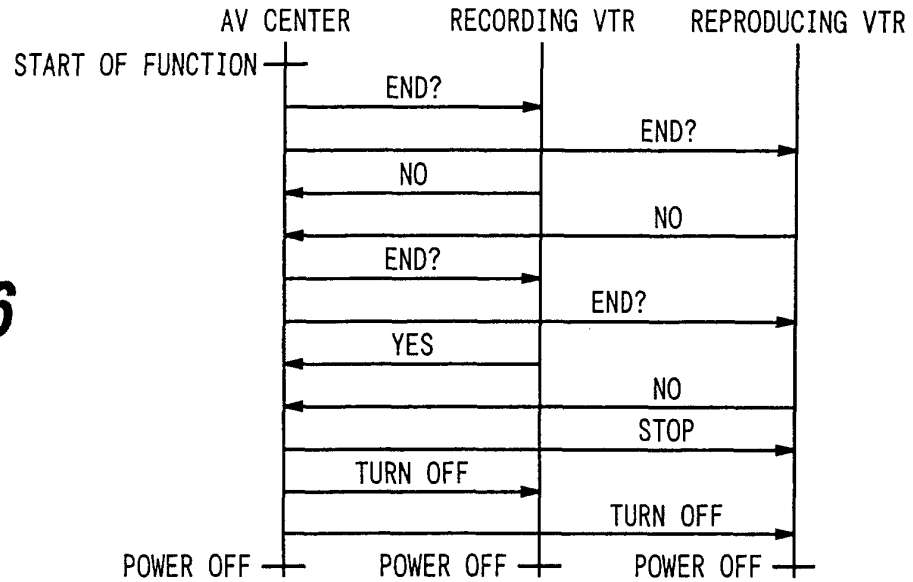 AV CENTER RECORDING VTR REPRODUCING VTR
START OF FUNCTION
END?
END?
NO
NO
END?
6
END?
YES
NO
STOP
TURN OFF
TURN OFF
POWER OFF POWER OFF POWER OFF